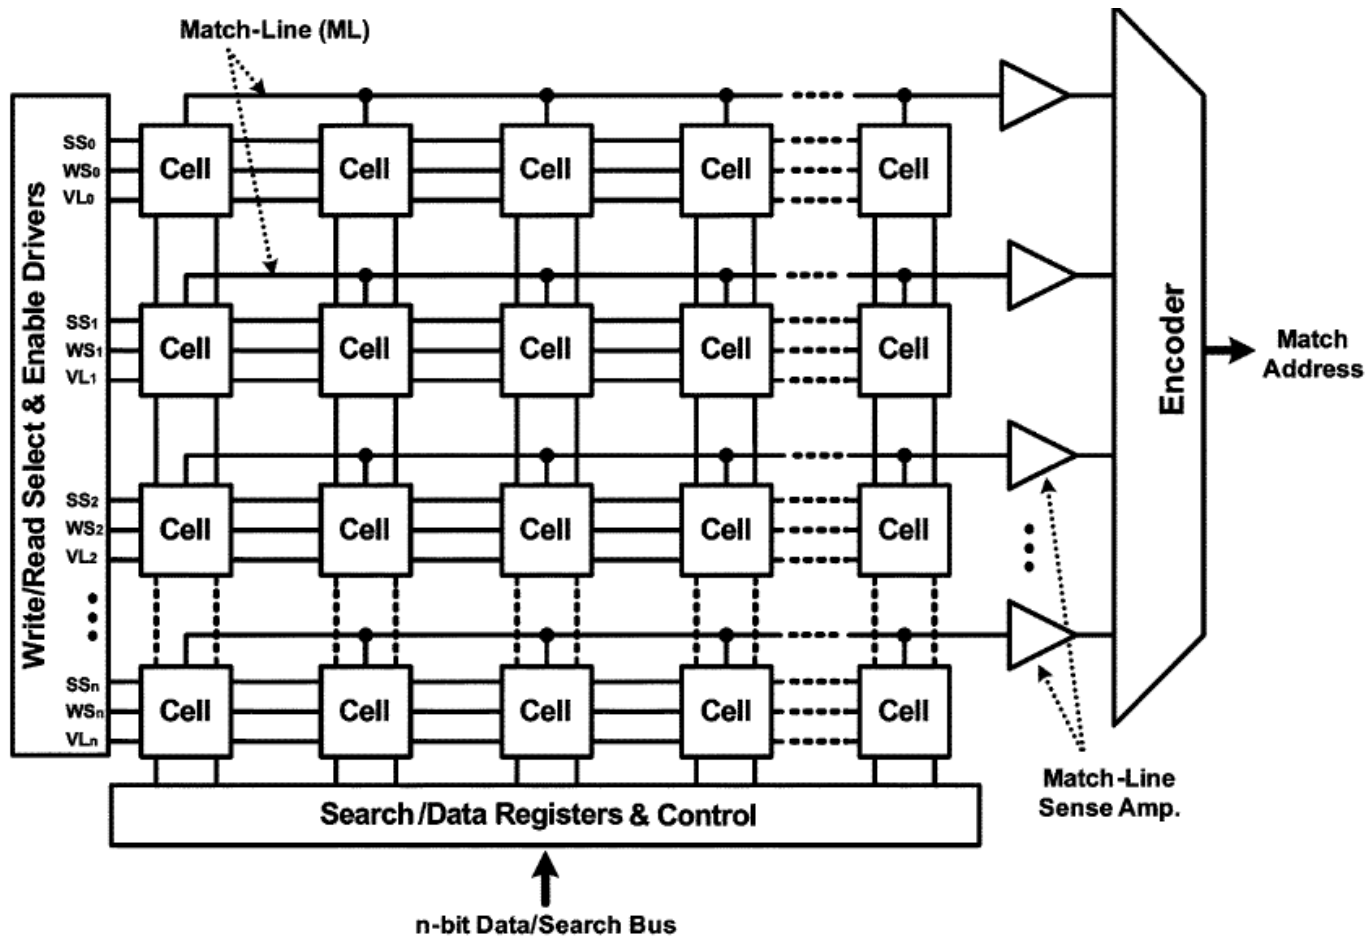 Match-Line (ML)
Write/Read Select & Enable Drivers
SS0
WS0
VL0
Cell Cell Cell Cell Cell
SS1
WS1
VL1
Cell Cell Cell Cell Cell
SS2
WS2
VL2
Cell Cell Cell Cell Cell
SSn
WSn
VLn
Cell Cell Cell Cell Cell
Encoder
Match
Address
Match-Line
Sense Amp.
Search/Data Registers & Control
n-bit Data/Search Bus